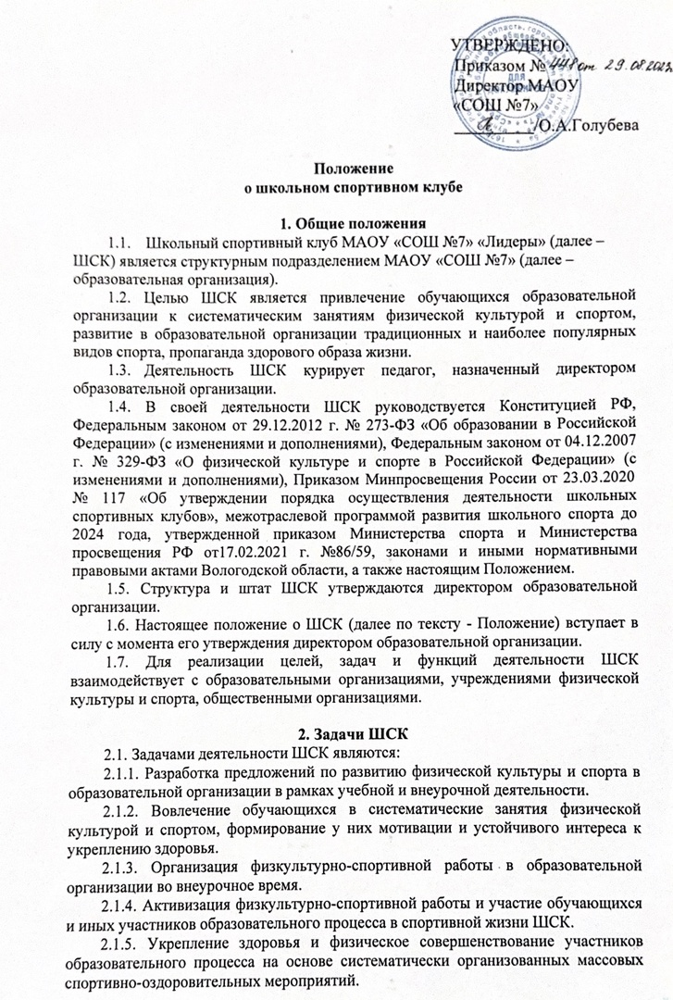 УТВЕРЖДЕНО:
Приказом № 448 от 29.08.2023
Директор МАОУ
«СОШ №7»
/О.А.Голубева
Положение
о школьном спортивном клубе
1. Общие положения
1.1. Школьный спортивный клуб МАОУ «СОШ №7» «Лидеры» (далее –
ШСК) является структурным подразделением МАОУ «СОШ №7» (далее –
образовательная организация).
1.2. Целью ШСК является привлечение обучающихся образовательной
организации к систематическим занятиям физической культурой и спортом,
развитие в образовательной организации традиционных и наиболее популярных
видов спорта, пропаганда здорового образа жизни.
1.3. Деятельность ШСК курирует педагог, назначенный директором
образовательной организации.
1.4. В своей деятельности ШСК руководствуется Конституцией РФ,
Федеральным законом от 29.12.2012 г. № 273-ФЗ «Об образовании в Российской
Федерации» (с изменениями и дополнениями), Федеральным законом от 04.12.2007
г. № 329-ФЗ «О физической культуре и спорте в Российской Федерации» (с
изменениями и дополнениями), Приказом Минпросвещения России от 23.03.2020
№ 117 «Об утверждении порядка осуществления деятельности школьных
спортивных клубов», межотраслевой программой развития школьного спорта до
2024 года, утвержденной приказом Министерства спорта и Министерства
просвещения РФ от17.02.2021 г. №86/59, законами и иными нормативными
правовыми актами Вологодской области, а также настоящим Положением.
1.5. Структура и штат ШСК утверждаются директором образовательной
организации.
1.6. Настоящее положение о ШСК (далее по тексту - Положение) вступает в
силу с момента его утверждения директором образовательной организации.
1.7. Для реализации целей, задач и функций деятельности ШСК
взаимодействует с образовательными организациями, учреждениями физической
культуры и спорта, общественными организациями.
2. Задачи ШСК
2.1. Задачами деятельности ШСК являются:
2.1.1. Разработка предложений по развитию физической культуры и спорта в
образовательной организации в рамках учебной и внеурочной деятельности.
2.1.2. Вовлечение обучающихся в систематические занятия физической
культурой и спортом, формирование у них мотивации и устойчивого интереса к
укреплению здоровья.
2.1.3. Организация физкультурно-спортивной работы в образовательной
организации во внеурочное время.
2.1.4. Активизация физкультурно-спортивной работы и участие обучающихся
и иных участников образовательного процесса в спортивной жизни ШСК.
2.1.5. Укрепление здоровья и физическое совершенствование участников
образовательного процесса на основе систематически организованных массовых
спортивно-оздоровительных мероприятий.